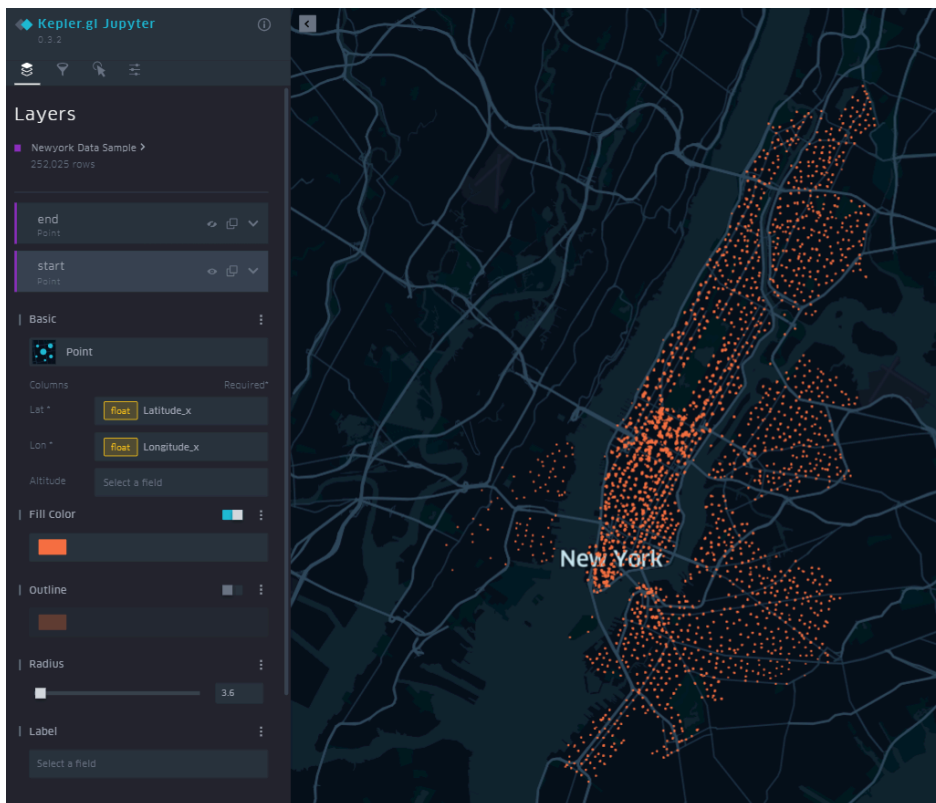 Kepler.gl Jupyter
0.3.2
Layers
Newyork Data Sample
252,025 rows
end
Point
start
Point
Basic
Point
Columns Required*
Lat * float Latitude_x
Lon * float Longitude_x
Altitude Select a field
Fill Color
Outline
Radius
3.6
Label
Select a field
New York